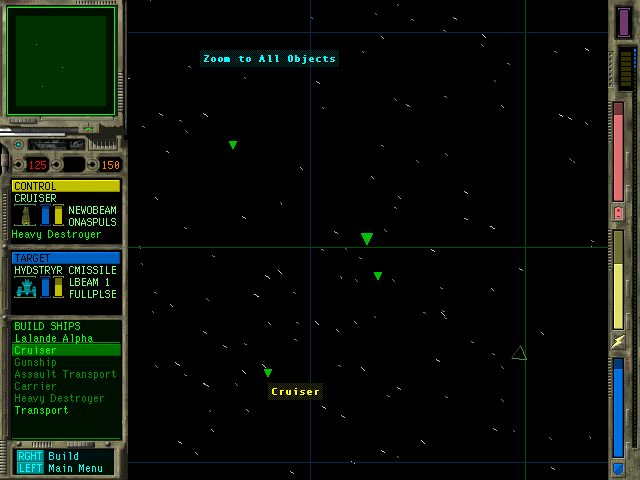 Zoom to All Objects
125
150
CONTROL
CRUISER
NEWOBEAM
ONASPULS
Heavy Destroyer
TARGET
HVDSTRYR CMISSILE
LBEAM 1
FULLPLSE
BUILD SHIPS
Lalande Alpha
Cruiser
Gunship
Assault Transport
Carrier
Heavy Destroyer
Transport
Cruiser
RGHT Build
LEFT Main Menu